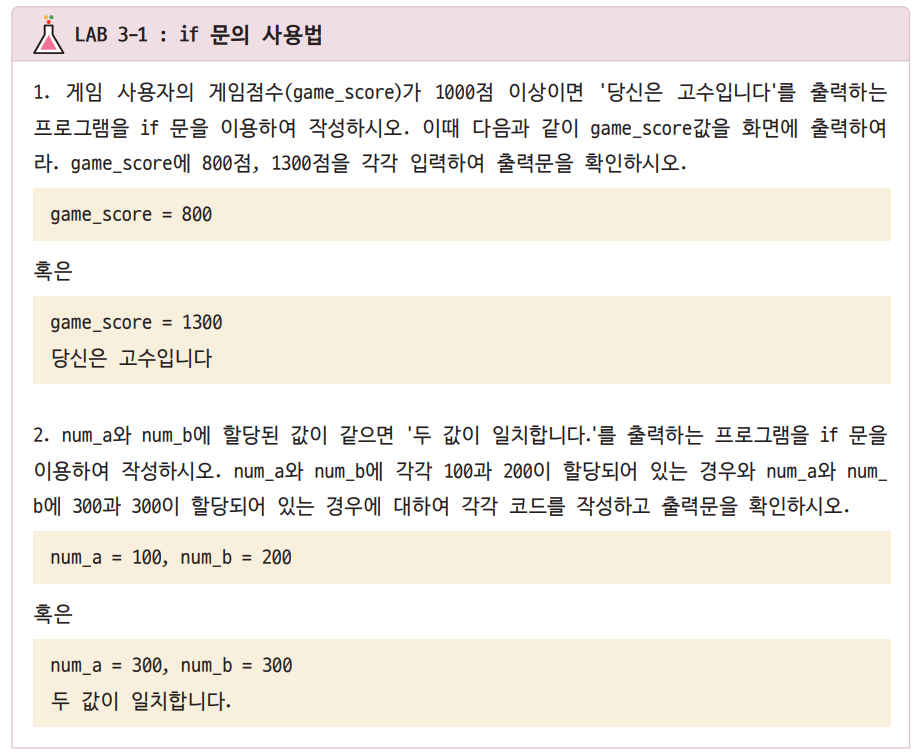 LAB 3-1 : if 문의 사용법
1. 게임 사용자의 게임점수(game_score)가 1000점 이상이면 '당신은 고수입니다'를 출력하는
프로그램을 if 문을 이용하여 작성하시오. 이때 다음과 같이 game_score값을 화면에 출력하여
라. game_score에 800점, 1300점을 각각 입력하여 출력문을 확인하시오.
game_score = 800
혹은
game_score = 1300
당신은 고수입니다
2. num_a와 num_b에 할당된 값이 같으면 '두 값이 일치합니다.'를 출력하는 프로그램을 if 문을
이용하여 작성하시오. num_a와 num_b에 각각 100과 200이 할당되어 있는 경우와 num_a와 num_
b에 300과 300이 할당되어 있는 경우에 대하여 각각 코드를 작성하고 출력문을 확인하시오.
num_a = 100, num_b = 200
혹은
num_a = 300, num_b = 300
두 값이 일치합니다.